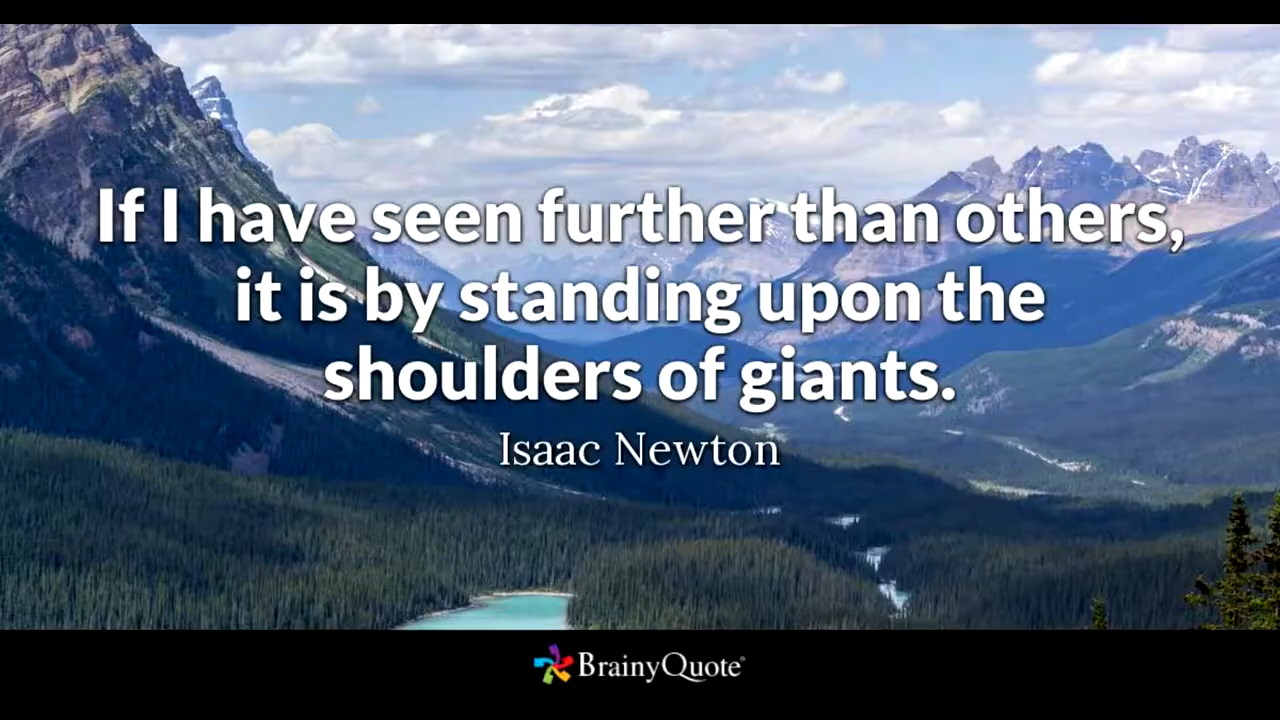 If I have seen further than others,
it is by standing upon the
shoulders of giants.
Isaac Newton
BrainyQuote